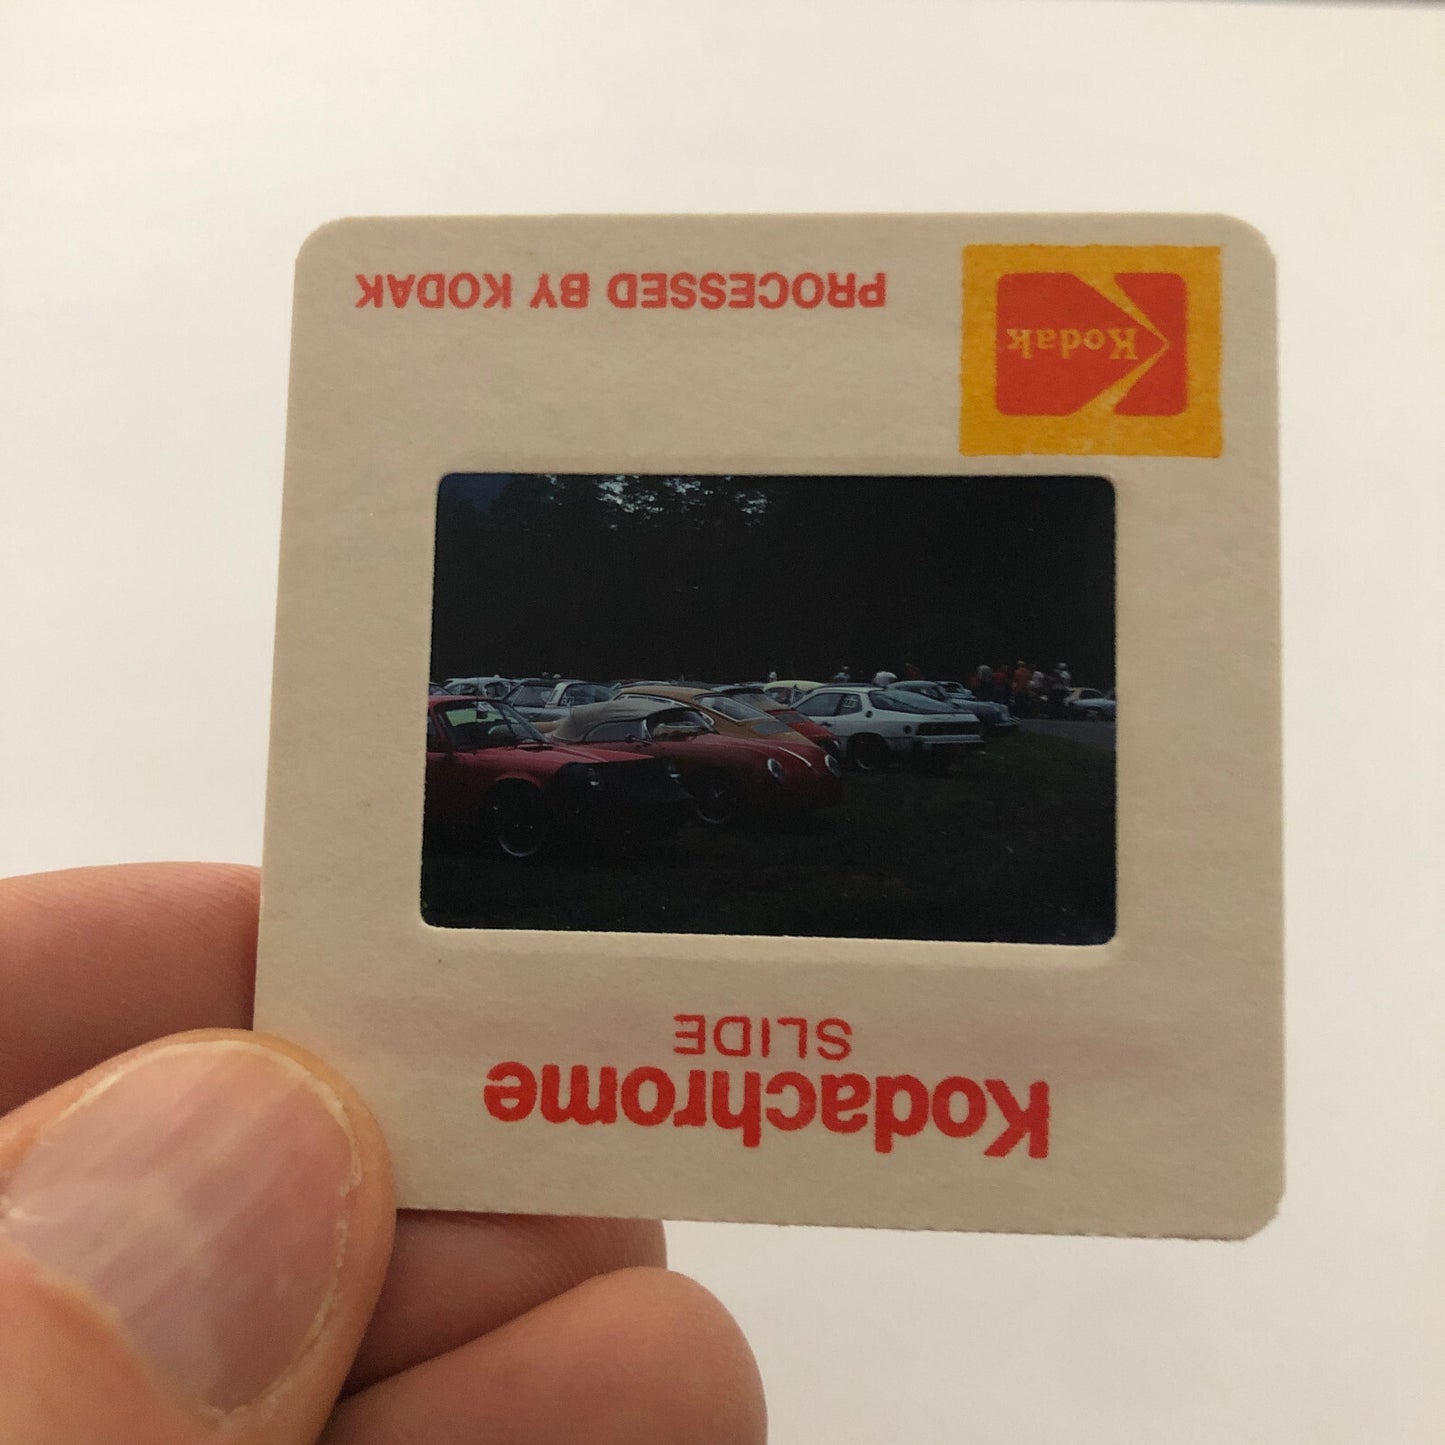 Kodachrome
SLIDE
Kodak
PROCESSED BY KODAK